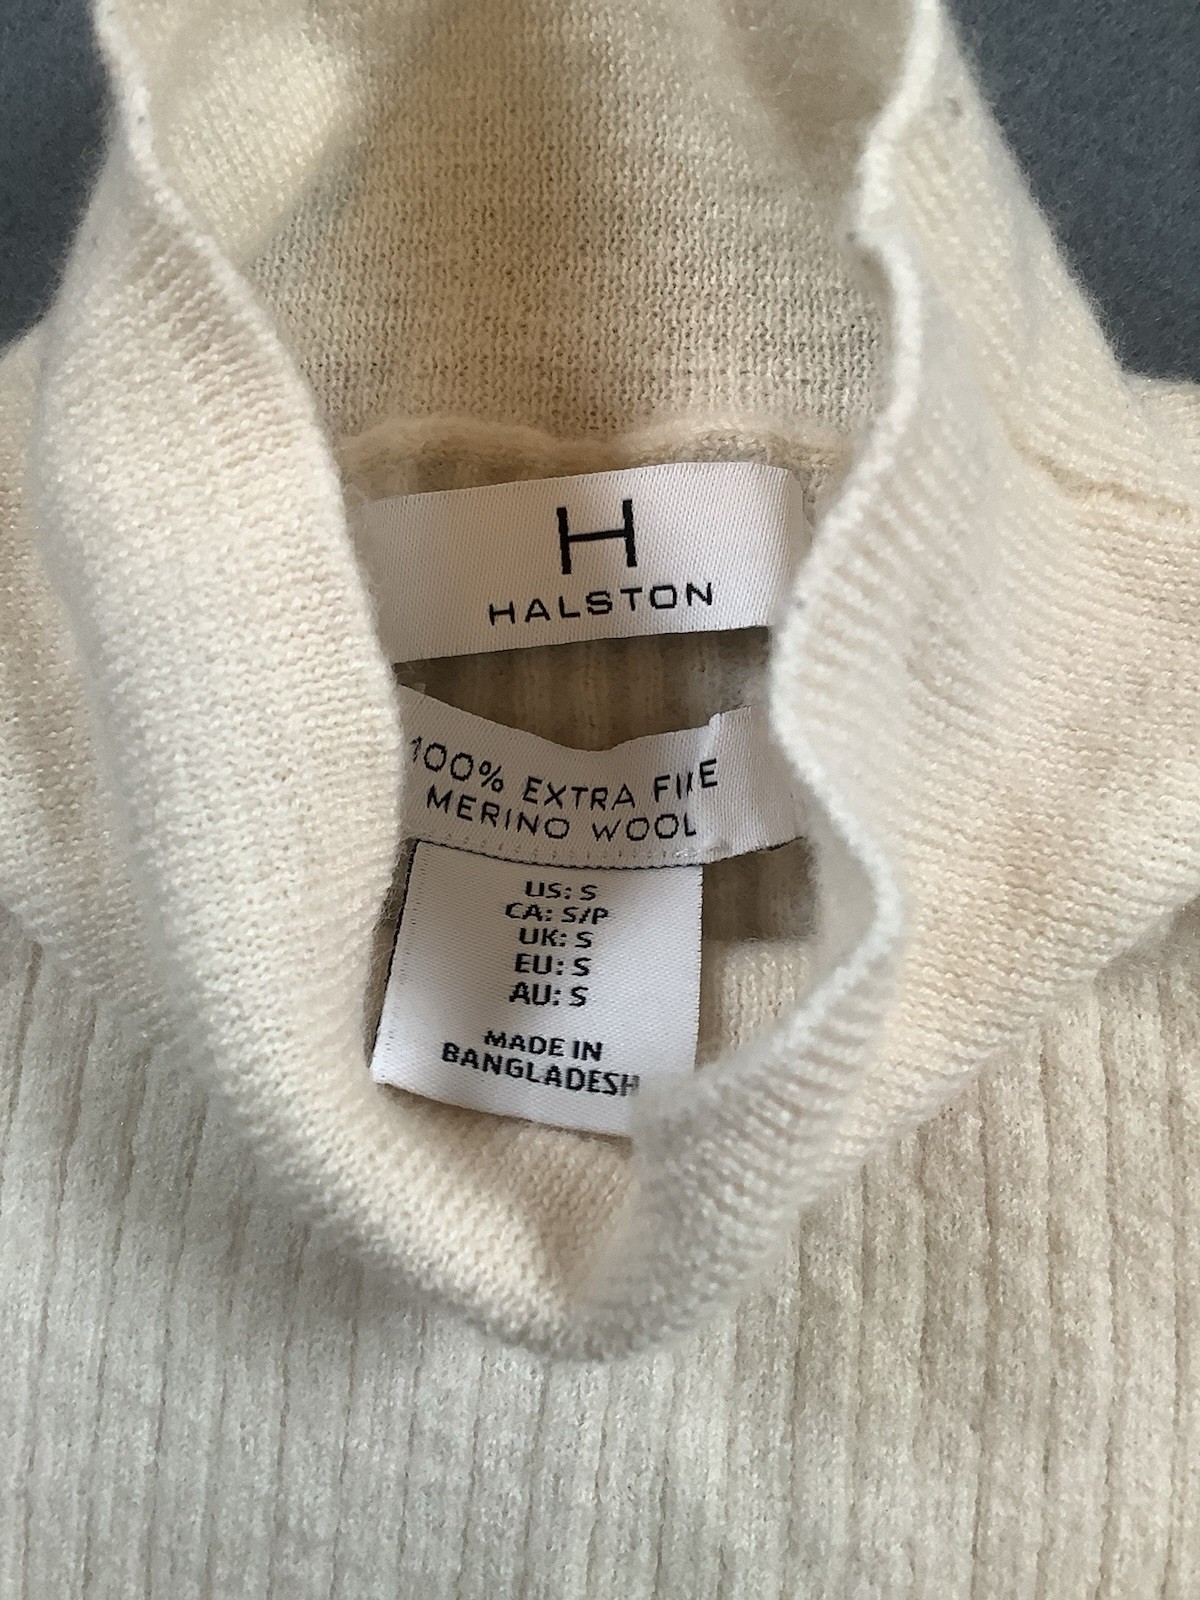 H
HALSTON
100% EXTRA FINE
MERINO WOOL
US: S
CA: S/P
UK: S
EU: S
AU: S
MADE IN
BANGLADESH